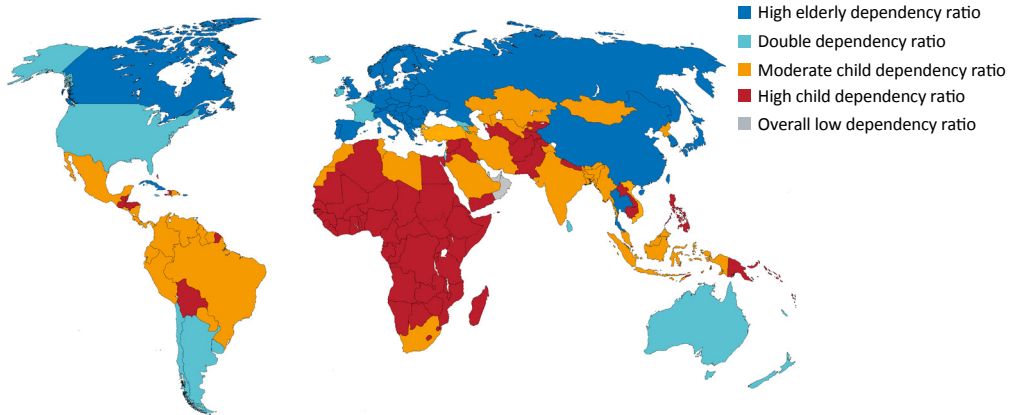 High elderly dependency ratio
Double dependency ratio
Moderate child dependency ratio
High child dependency ratio
Overall low dependency ratio